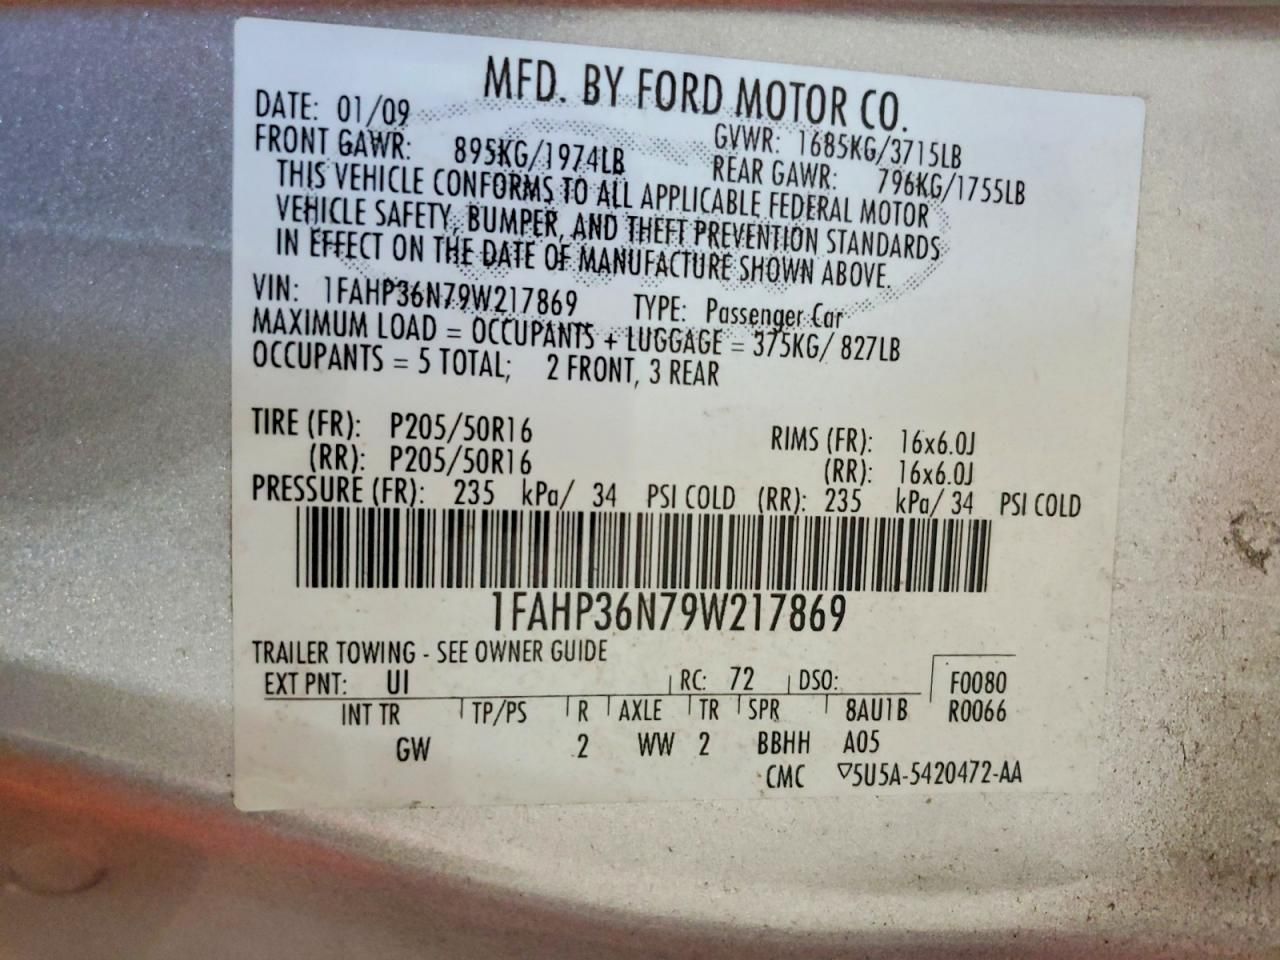 MFD. BY FORD MOTOR CO.
DATE: 01/09 GVWR: 1685KG/3715LB
FRONT GAWR: 895KG/1974LB REAR GAWR: 796KG/1755LB
THIS VEHICLE CONFORMS TO ALL APPLICABLE FEDERAL MOTOR
VEHICLE SAFETY, BUMPER, AND THEFT PREVENTION STANDARDS
IN EFFECT ON THE DATE OF MANUFACTURE SHOWN ABOVE.
VIN: 1FAHP36N79W217869 TYPE: Passenger Car
MAXIMUM LOAD = OCCUPANTS + LUGGAGE = 375KG/ 827LB
OCCUPANTS = 5 TOTAL; 2 FRONT, 3 REAR
TIRE (FR): P205/50R16 RIMS (FR): 16x6.0J
(RR): P205/50R16 (RR): 16x6.0J
PRESSURE (FR): 235 kPa/ 34 PSI COLD (RR): 235 kPa/ 34 PSI COLD
1FAHP36N79W217869
TRAILER TOWING - SEE OWNER GUIDE
EXT PNT: UI RC: 72 DSO: F0080
INT TR TP/PS R AXLE TR SPR 8AU1B R0066
GW 2 WW 2 BBHH A05
CMC ▽5U5A-5420472-AA